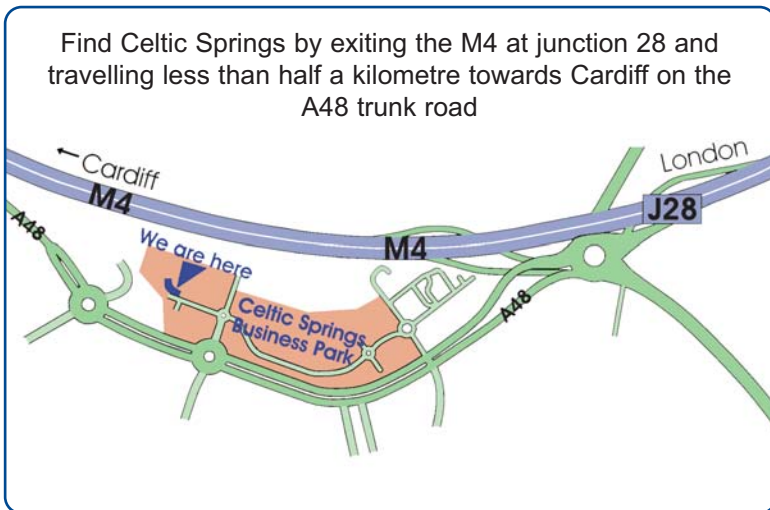 Find Celtic Springs by exiting the M4 at junction 28 and
travelling less than half a kilometre towards Cardiff on the
A48 trunk road
← Cardiff
London
M4
J28
A48
We are here
M4
Celtic Springs
Business Park
A48